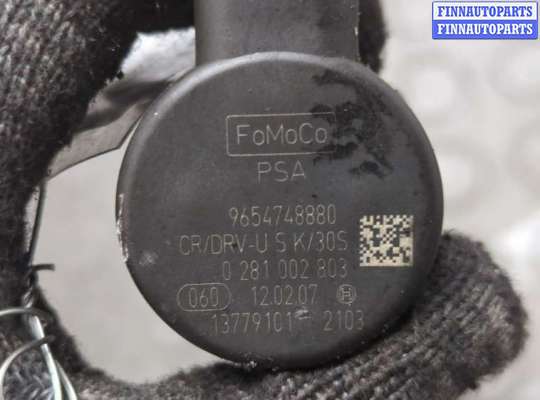 FINNAUTOPARTS
FINNAUTOPARTS
FoMoCo
PSA
9654748880
CR/DRV-U S K/30S
0 281 002 803
060 12.02.07
13779101- 2103